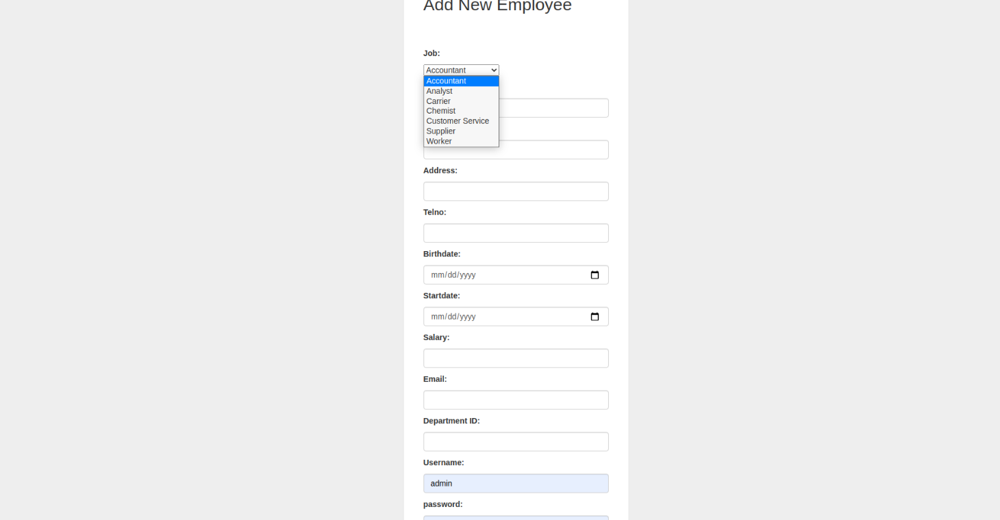 Add New Employee
Job:
Accountant
Accountant
Analyst
Carrier
Chemist
Customer Service
Supplier
Worker
Address:
Telno:
Birthdate:
mm/dd/yyyy
Startdate:
mm/dd/yyyy
Salary:
Email:
Department ID:
Username:
admin
password: